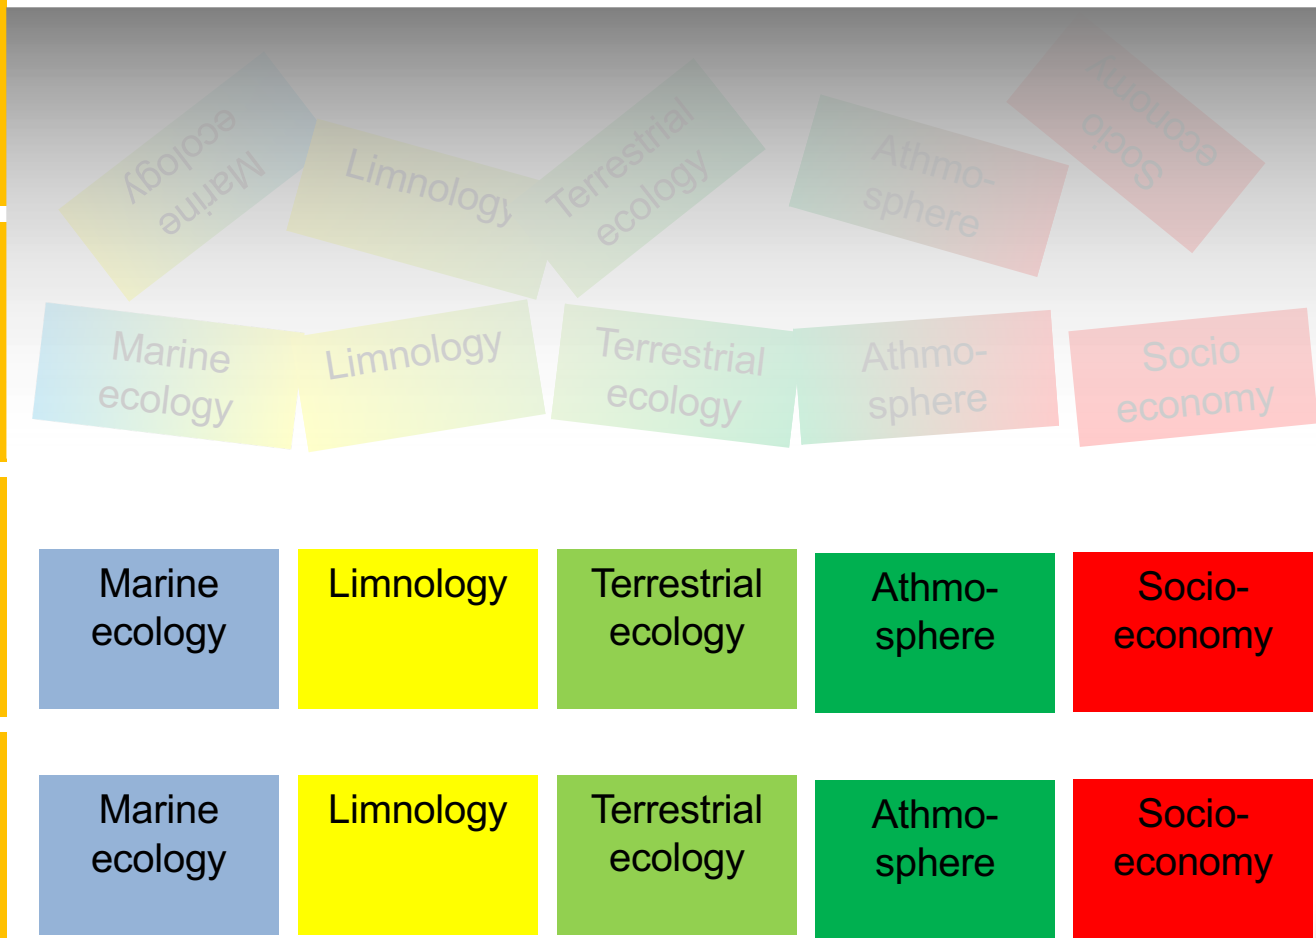 Marine
ecology
Limnology
Terrestrial
ecology
Athmo-
sphere
Socio
economy
Marine
ecology
Limnology
Terrestrial
ecology
Athmo-
sphere
Socio
economy
Marine
ecology
Limnology
Terrestrial
ecology
Athmo-
sphere
Socio-
economy
Marine
ecology
Limnology
Terrestrial
ecology
Athmo-
sphere
Socio-
economy